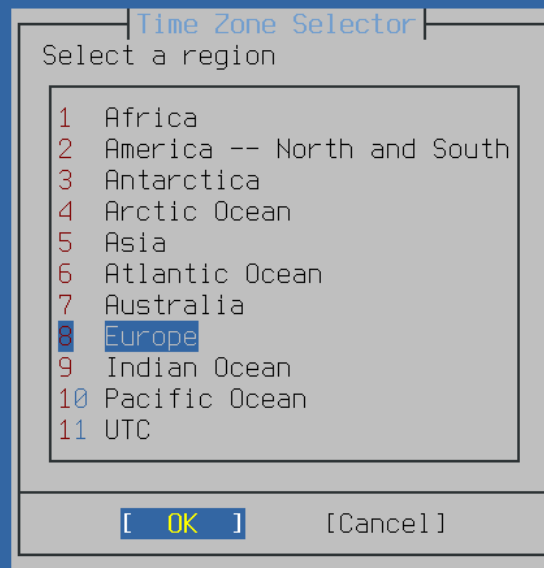 Time Zone Selector
Select a region
1 Africa
2 America -- North and South
3 Antarctica
4 Arctic Ocean
5 Asia
6 Atlantic Ocean
7 Australia
8 Europe
9 Indian Ocean
10 Pacific Ocean
11 UTC
[ OK ] [Cancel]